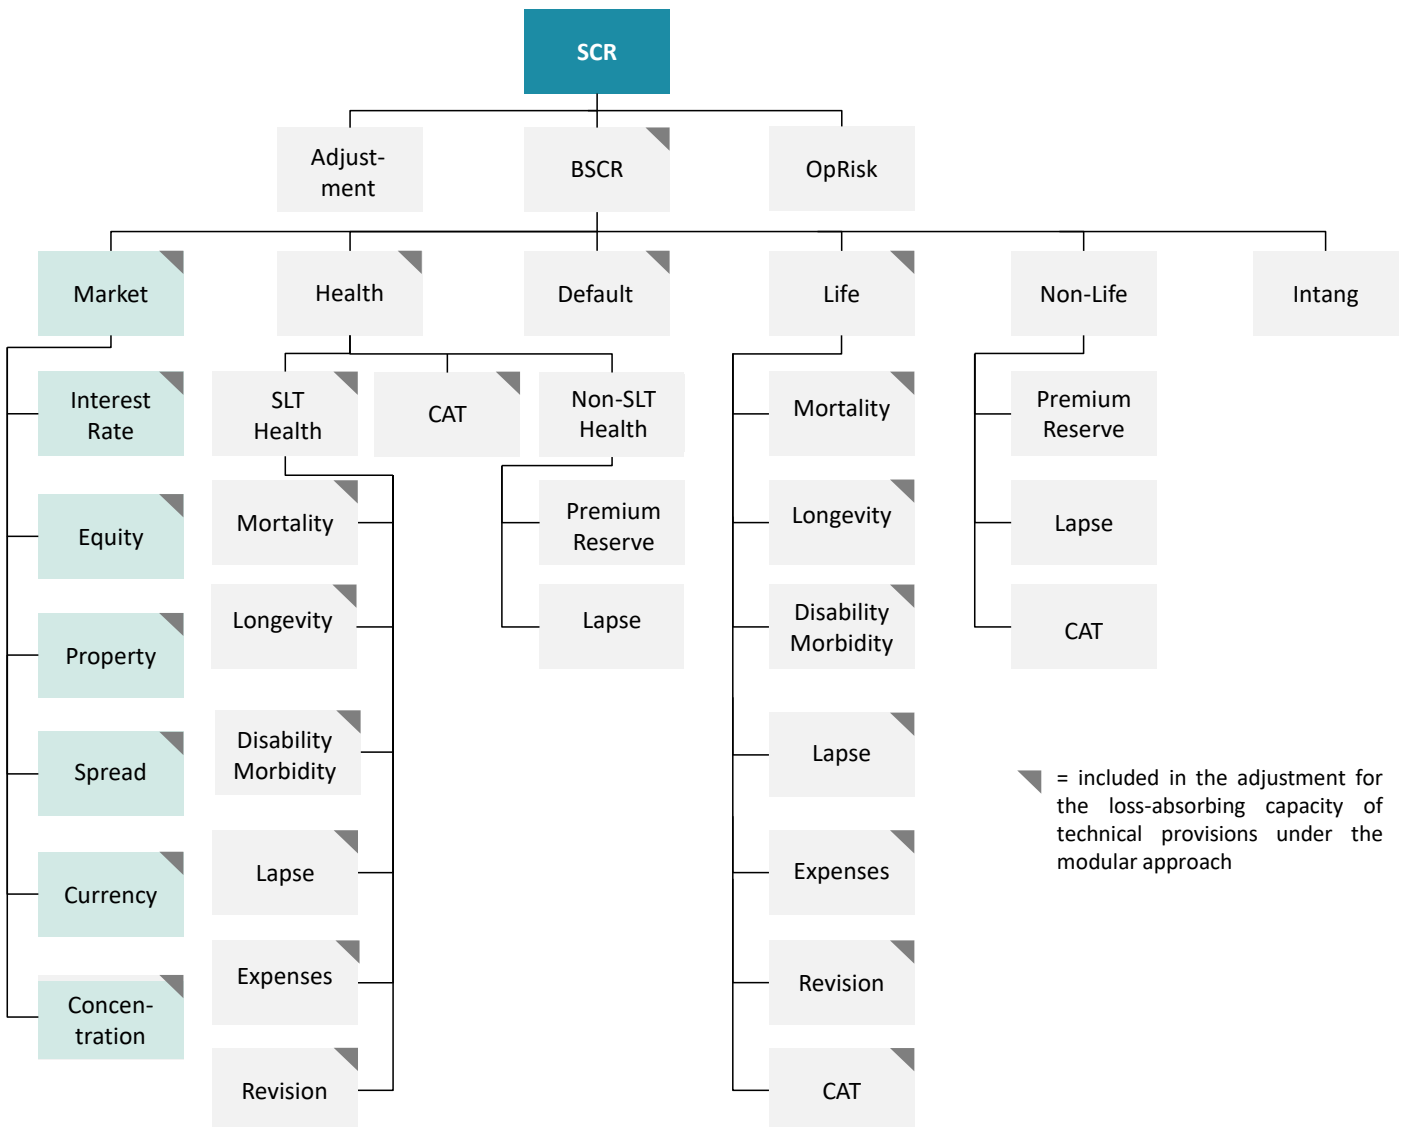 SCR
Adjust-
ment
BSCR
OpRisk
Market
Health
Default
Life
Non-Life
Intang
Interest
Rate
Equity
Property
Spread
Currency
Concen-
tration
SLT
Health
CAT
Non-SLT
Health
Mortality
Longevity
Disability
Morbidity
Lapse
Expenses
Revision
Premium
Reserve
Lapse
Mortality
Longevity
Disability
Morbidity
Lapse
Expenses
Revision
CAT
Premium
Reserve
Lapse
CAT
= included in the adjustment for
the loss-absorbing capacity of
technical provisions under the
modular approach